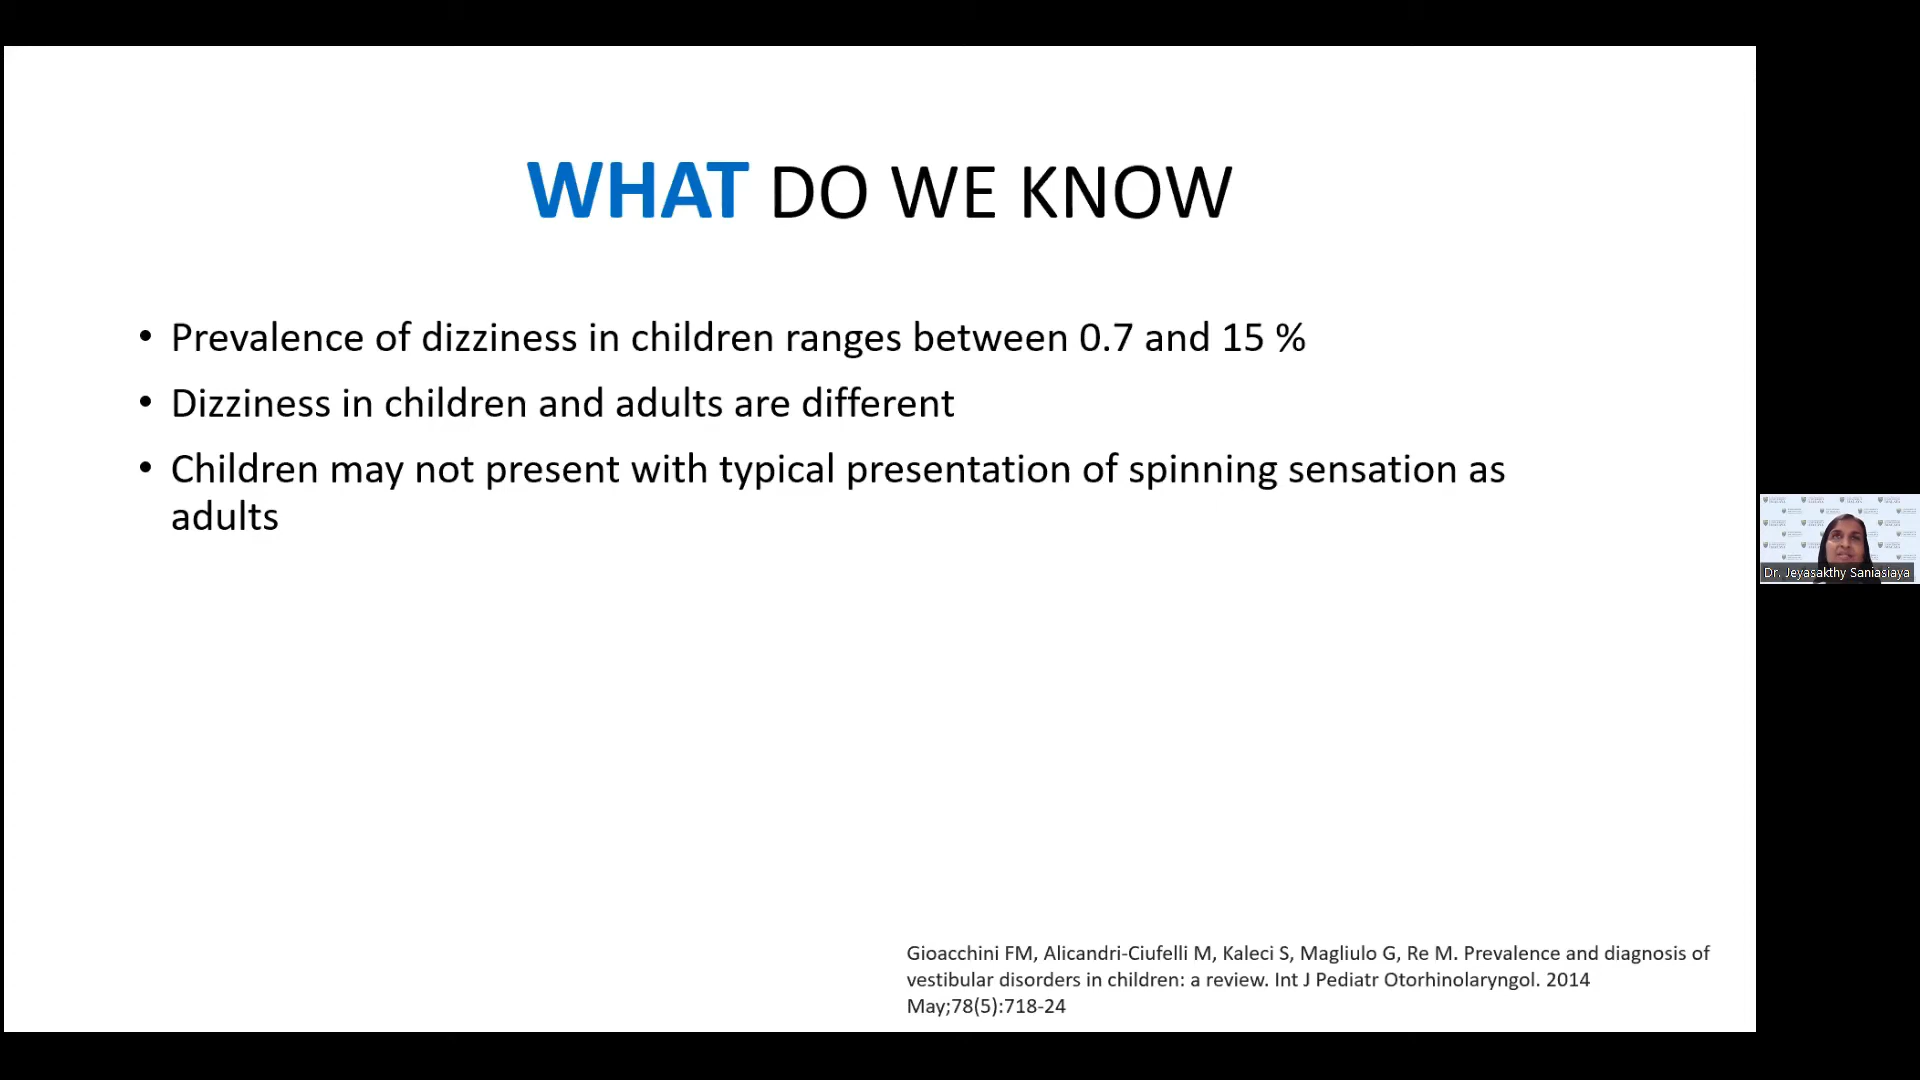 WHAT DO WE KNOW
• Prevalence of dizziness in children ranges between 0.7 and 15 %
• Dizziness in children and adults are different
• Children may not present with typical presentation of spinning sensation as
adults
Dr. Jeyasakthy Saniasiaya
Gioacchini FM, Alicandri-Ciufelli M, Kaleci S, Magliulo G, Re M. Prevalence and diagnosis of
vestibular disorders in children: a review. Int J Pediatr Otorhinolaryngol. 2014
May;78(5):718-24